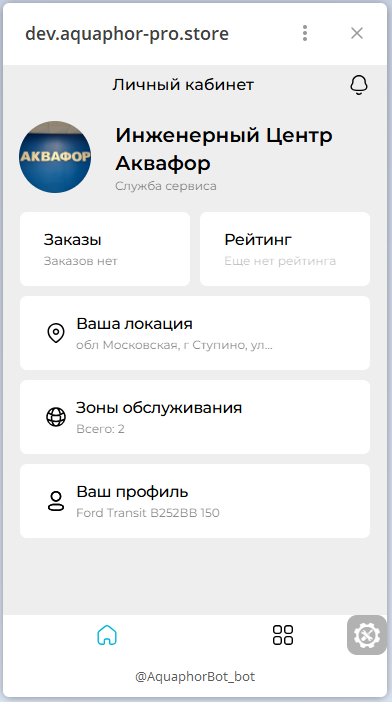 dev.aquaphor-pro.store
Личный кабинет
АКВАФОР
Инженерный Центр
Аквафор
Служба сервиса
Заказы
Заказов нет
Рейтинг
Еще нет рейтинга
Ваша локация
обл Московская, г Ступино, ул...
Зоны обслуживания
Всего: 2
Ваш профиль
Ford Transit В252ВВ 150
@AquaphorBot_bot